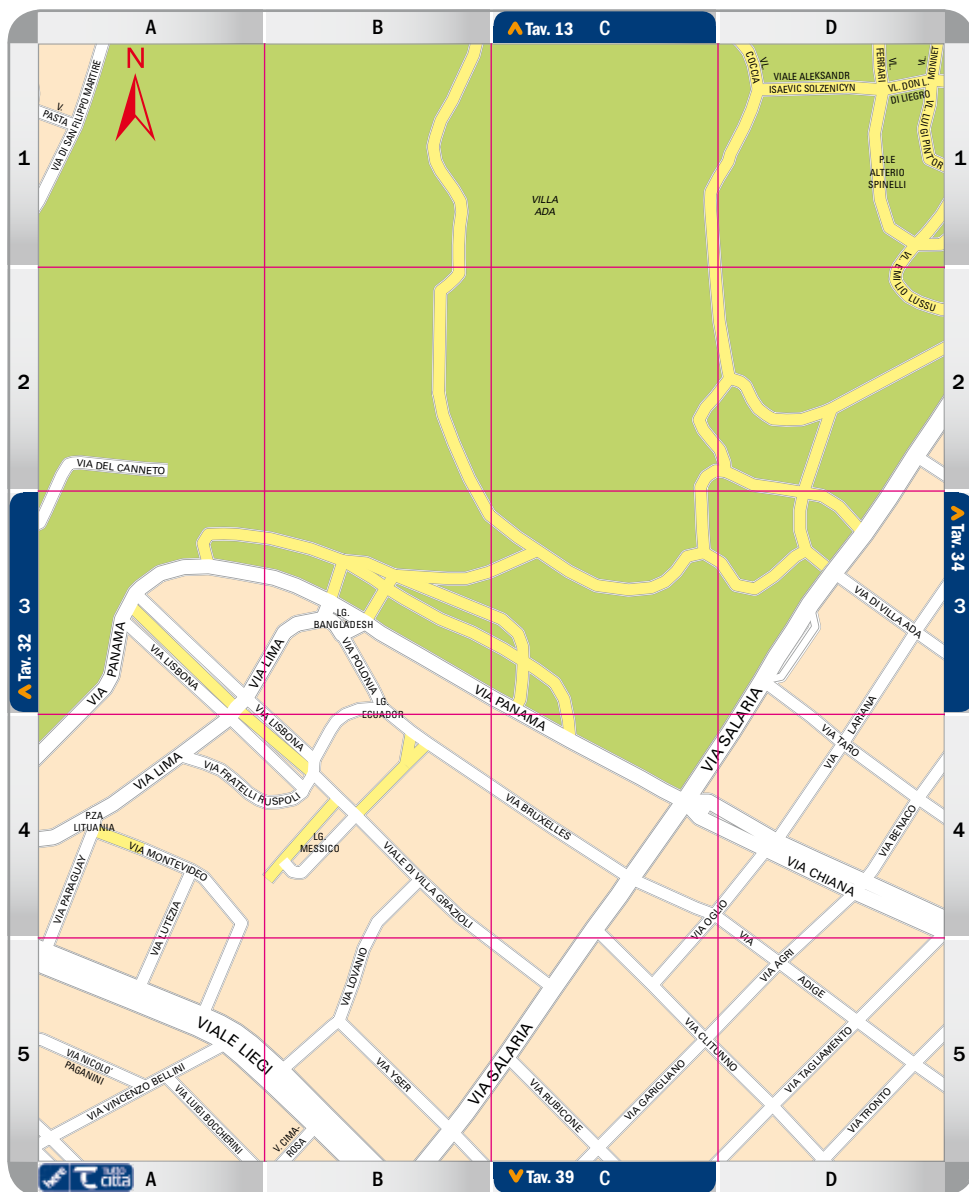 A
B
Tav. 13 C
D
N
V.
PASTA
VIA DI SAN FILIPPO MARTIRE
VL.
COCCIA
VIALE ALEKSANDR
ISAEVIC SOLZENICYN
VL.
FERRARI
VL.
MONNET
VL. DON L.
DI LIEGRO
VL. LUIGI PINTOR
1
1
P.LE
ALTERIO
SPINELLI
VILLA
ADA
VL. EMILIO LUSSU
2
2
VIA DEL CANNETO
3
Tav. 32
Tav. 34
3
LG.
BANGLADESH
VIA DI VILLA ADA
VIA PANAMA
VIA LISBONA
VIA LIMA
VIA POLONIA
LG.
ECUADOR
VIA PANAMA
VIA SALARIA
VIA LARIANA
VIA TARO
VIA LISBONA
VIA LIMA
VIA FRATELLI RUSPOLI
VIA BRUXELLES
P.ZA
LITUANIA
4
4
LG.
MESSICO
VIA BENACO
VIA MONTEVIDEO
VIALE DI VILLA GRAZIOLI
VIA CHIANA
VIA PARAGUAY
VIA LUTEZIA
VIA OGLIO
VIA
ADIGE
VIA AGRI
VIA LOVANIO
VIALE LIEGI
VIA SALARIA
VIA CLITUNNO
5
5
VIA NICOLO'
PAGANINI
VIA VINCENZO BELLINI
VIA LUIGI BOCCHERINI
V. CIMA-
ROSA
VIA YSER
VIA RUBICONE
VIA GARIGLIANO
VIA TAGLIAMENTO
VIA TRONTO
here
TUTTO
città
A
B
Tav. 39 C
D